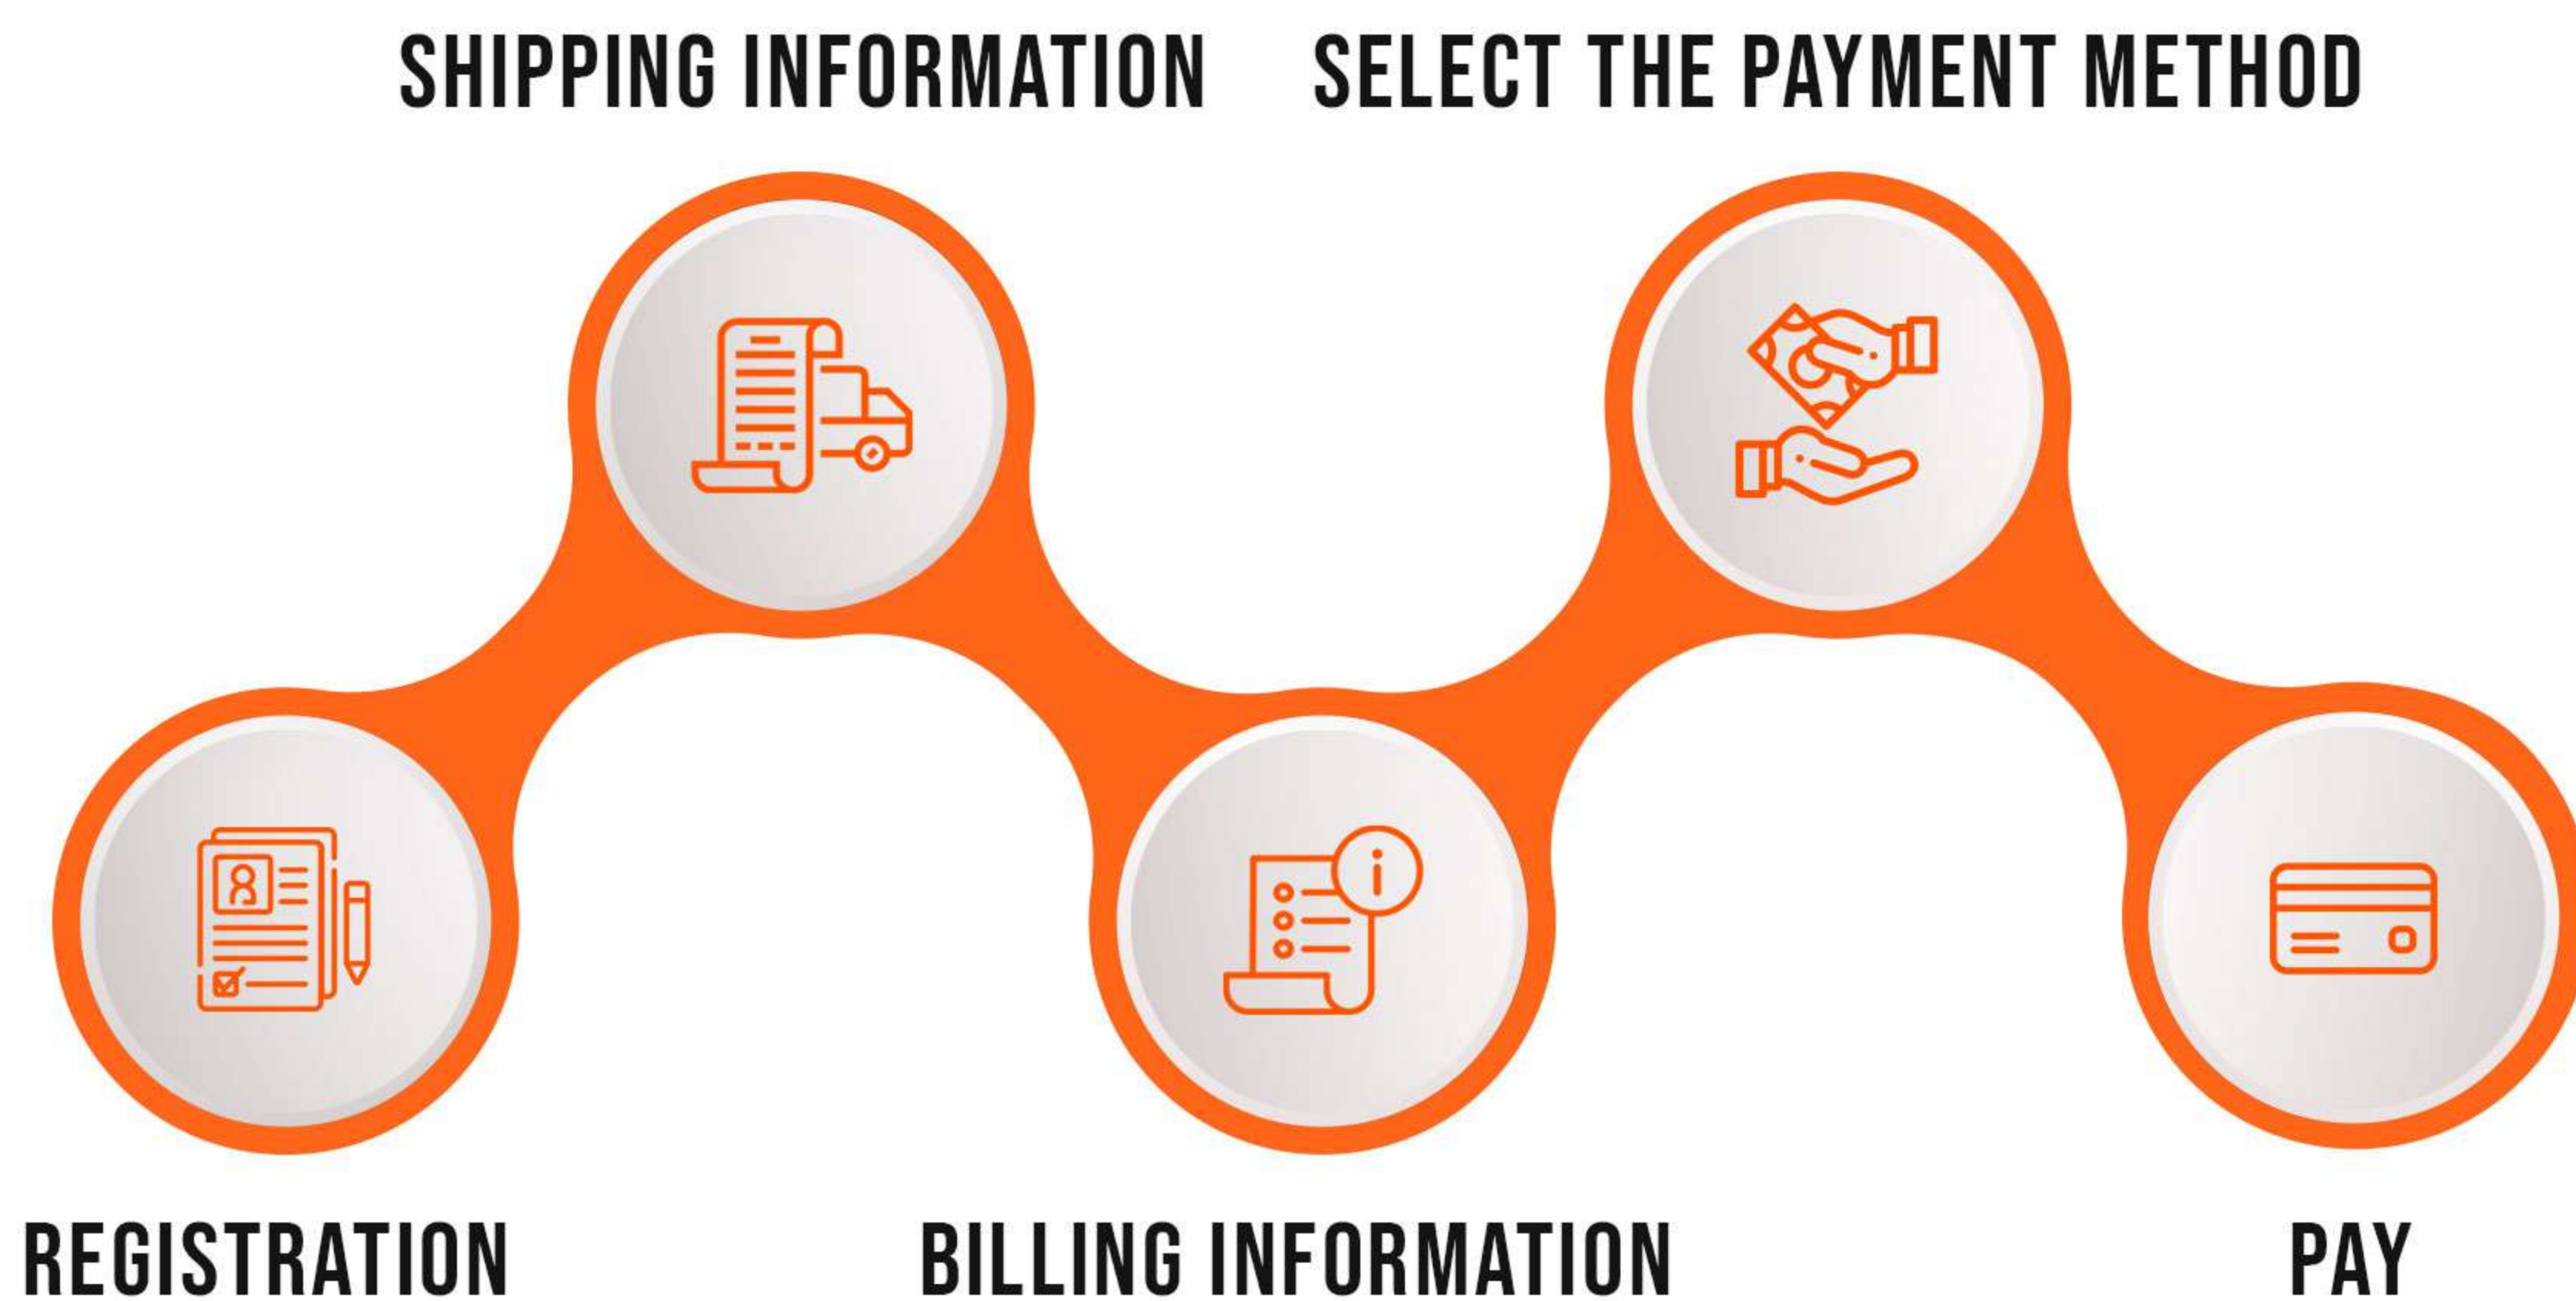 SHIPPING INFORMATION
SELECT THE PAYMENT METHOD
REGISTRATION
BILLING INFORMATION
PAY